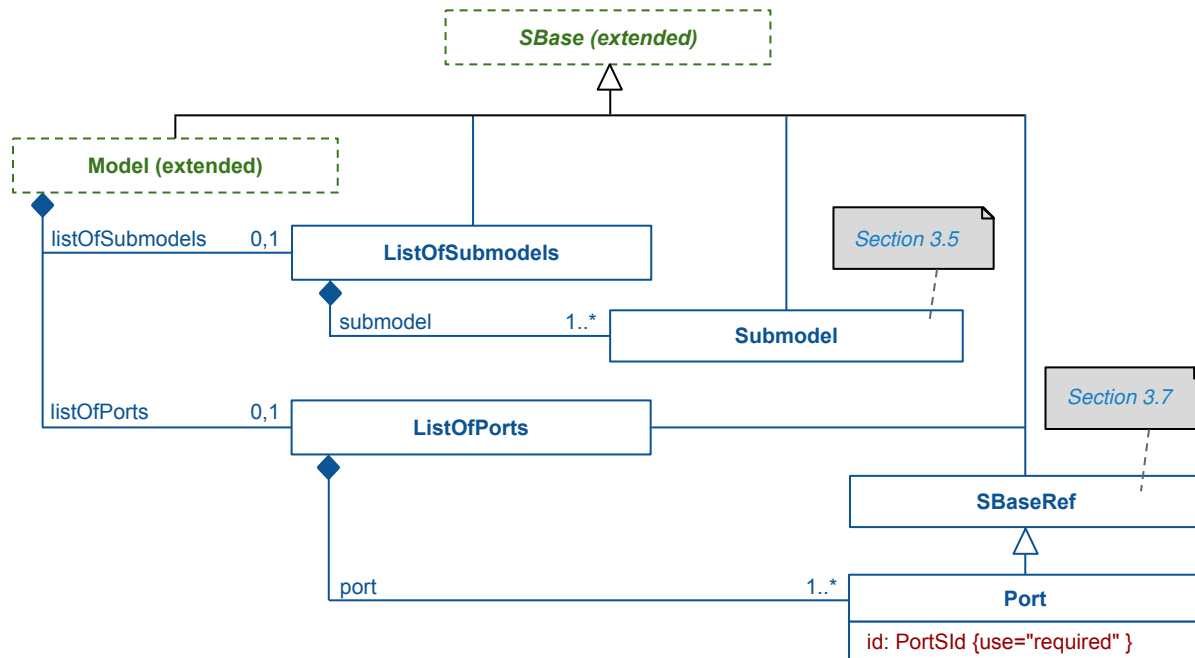 SBase (extended)
Model (extended)
listOfSubmodels 0,1
ListOfSubmodels
Section 3.5
submodel 1..*
Submodel
listOfPorts 0,1
ListOfPorts
Section 3.7
SBaseRef
port 1..*
Port
id: PortSId {use="required" }